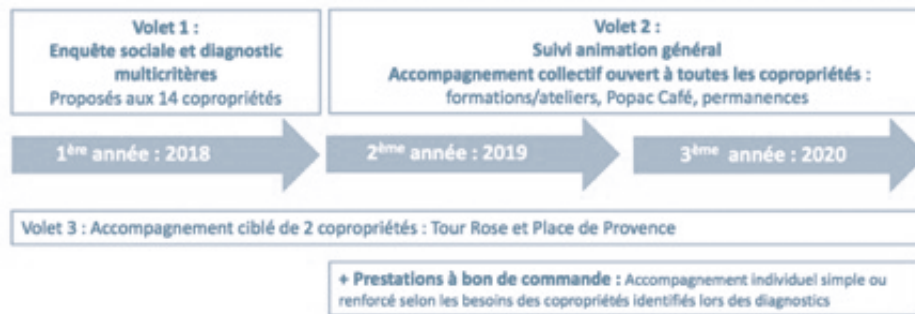 Volet 1 :
Enquête sociale et diagnostic
multicritères
Proposés aux 14 copropriétés
Volet 2 :
Suivi animation général
Accompagnement collectif ouvert à toutes les copropriétés :
formations/ateliers, Popac Café, permanences
1ère année : 2018
2ème année : 2019
3ème année : 2020
Volet 3 : Accompagnement ciblé de 2 copropriétés : Tour Rose et Place de Provence
+ Prestations à bon de commande : Accompagnement individuel simple ou
renforcé selon les besoins des copropriétés identifiés lors des diagnostics